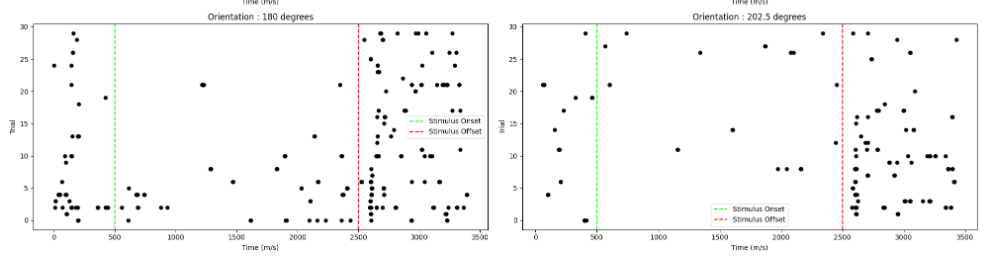 Time (m/s)
Time (m/s)
Orientation : 180 degrees
Orientation : 202.5 degrees
30
25
20
15
10
5
0
Trial
Stimulus Onset
Stimulus Offset
0
500
1000
1500
2000
2500
3000
3500
Time (m/s)
30
25
20
15
10
5
0
Trial
Stimulus Onset
Stimulus Offset
0
500
1000
1500
2000
2500
3000
3500
Time (m/s)